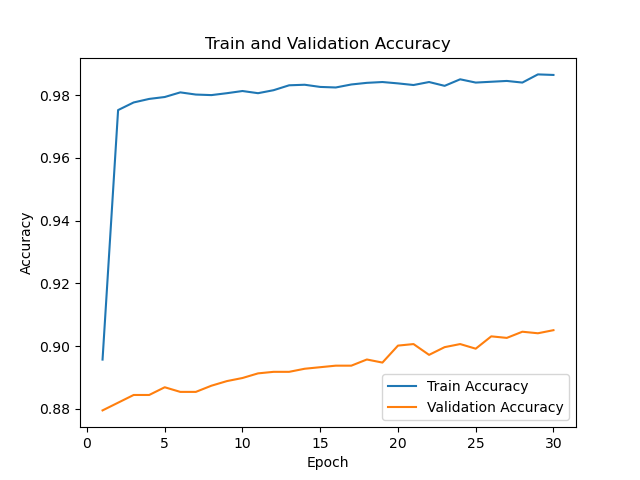 Train and Validation Accuracy
Accuracy
0.98
0.96
0.94
0.92
0.90
0.88
Train Accuracy
Validation Accuracy
0 5 10 15 20 25 30
Epoch